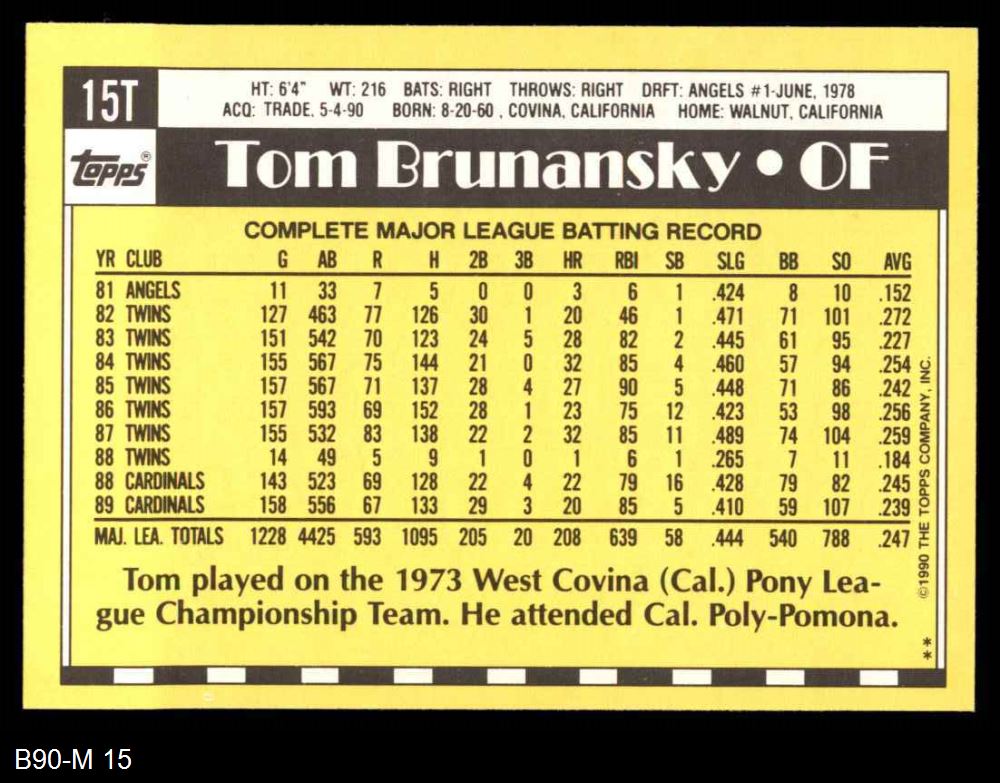 15T
HT: 6'4" WT: 216 BATS: RIGHT THROWS: RIGHT DRFT: ANGELS #1-JUNE, 1978
ACQ: TRADE, 5-4-90 BORN: 8-20-60 , COVINA, CALIFORNIA HOME: WALNUT, CALIFORNIA
topps®
Tom Brunansky • OF
COMPLETE MAJOR LEAGUE BATTING RECORD
YR CLUB G AB R H 2B 3B HR RBI SB SLG BB SO AVG
81 ANGELS 11 33 7 5 0 0 3 6 1 .424 8 10 .152
82 TWINS 127 463 77 126 30 1 20 46 1 .471 71 101 .272
83 TWINS 151 542 70 123 24 5 28 82 2 .445 61 95 .227
84 TWINS 155 567 75 144 21 0 32 85 4 .460 57 94 .254
85 TWINS 157 567 71 137 28 4 27 90 5 .448 71 86 .242
86 TWINS 157 593 69 152 28 1 23 75 12 .423 53 98 .256
87 TWINS 155 532 83 138 22 2 32 85 11 .489 74 104 .259
88 TWINS 14 49 5 9 1 0 1 6 1 .265 7 11 .184
88 CARDINALS 143 523 69 128 22 4 22 79 16 .428 79 82 .245
89 CARDINALS 158 556 67 133 29 3 20 85 5 .410 59 107 .239
MAJ. LEA. TOTALS 1228 4425 593 1095 205 20 208 639 58 .444 540 788 .247
Tom played on the 1973 West Covina (Cal.) Pony Lea-
gue Championship Team. He attended Cal. Poly-Pomona.
©1990 THE TOPPS COMPANY, INC.
**
B90-M 15